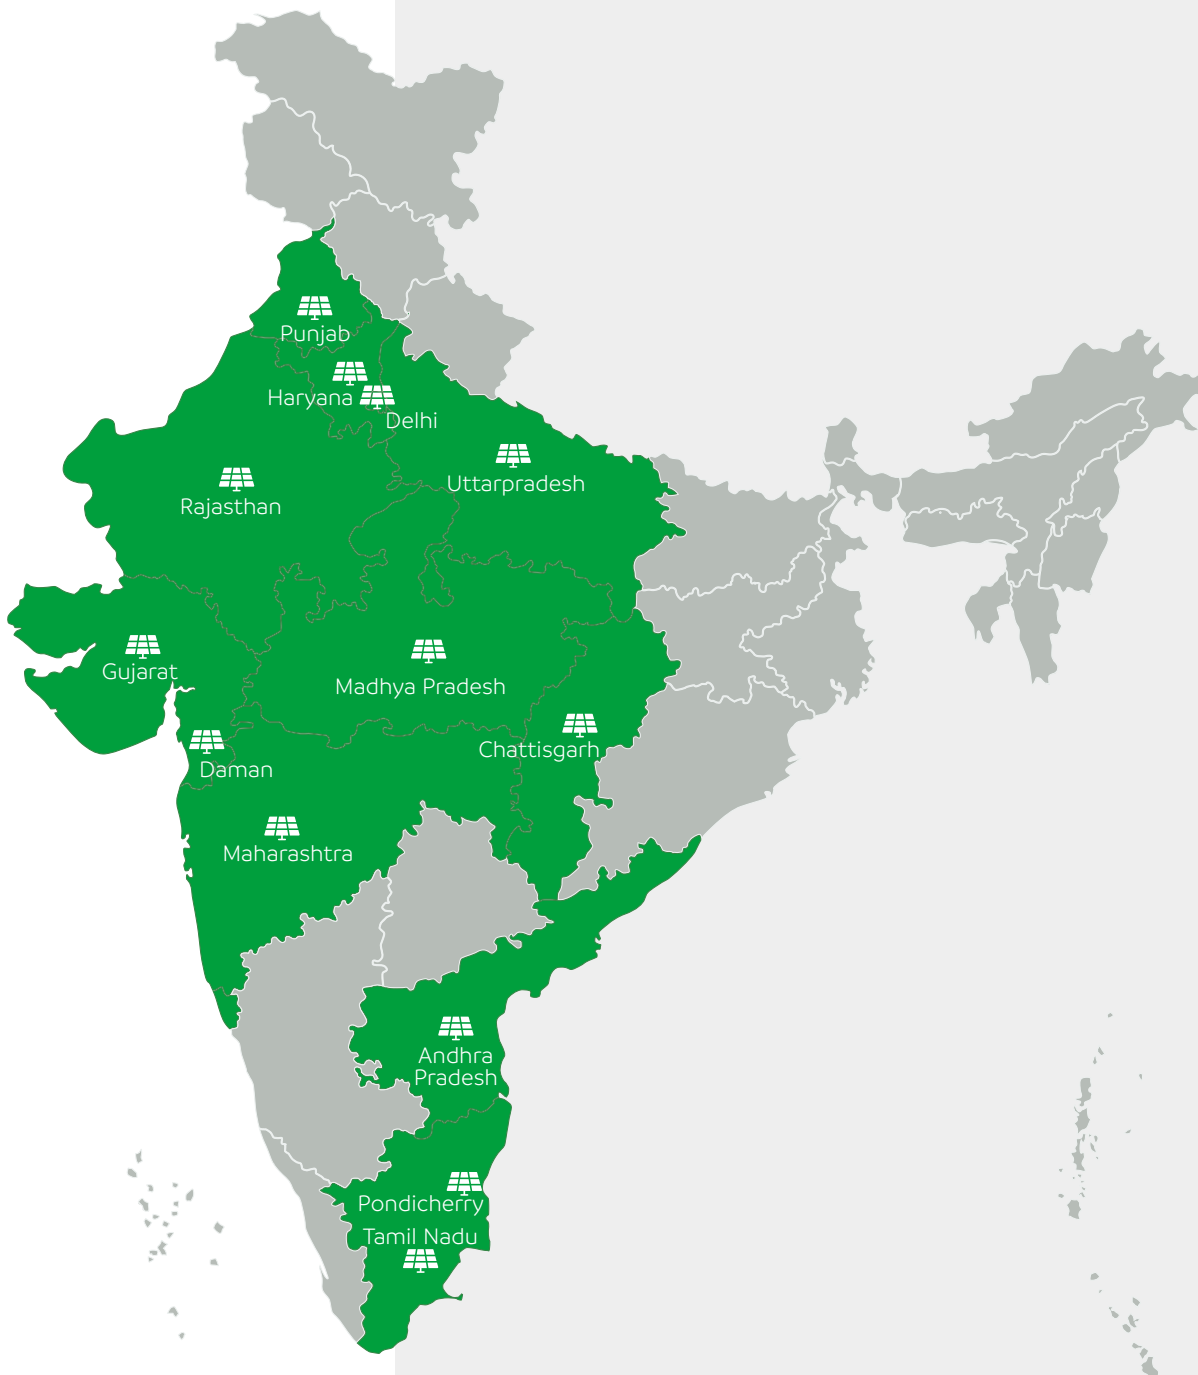 Punjab
Haryana
Delhi
Uttarpradesh
Rajasthan
Gujarat
Madhya Pradesh
Chattisgarh
Daman
Maharashtra
Andhra
Pradesh
Pondicherry
Tamil Nadu